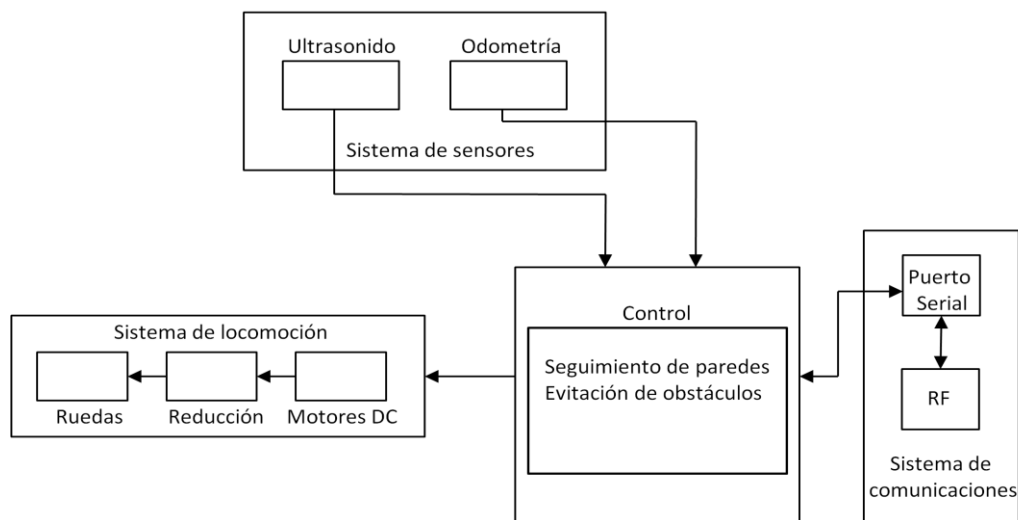 Ultrasonido
Odometría
Sistema de sensores
Control
Seguimiento de paredes
Evitación de obstáculos
Sistema de locomoción
Ruedas
Reducción
Motores DC
Puerto
Serial
RF
Sistema de
comunicaciones